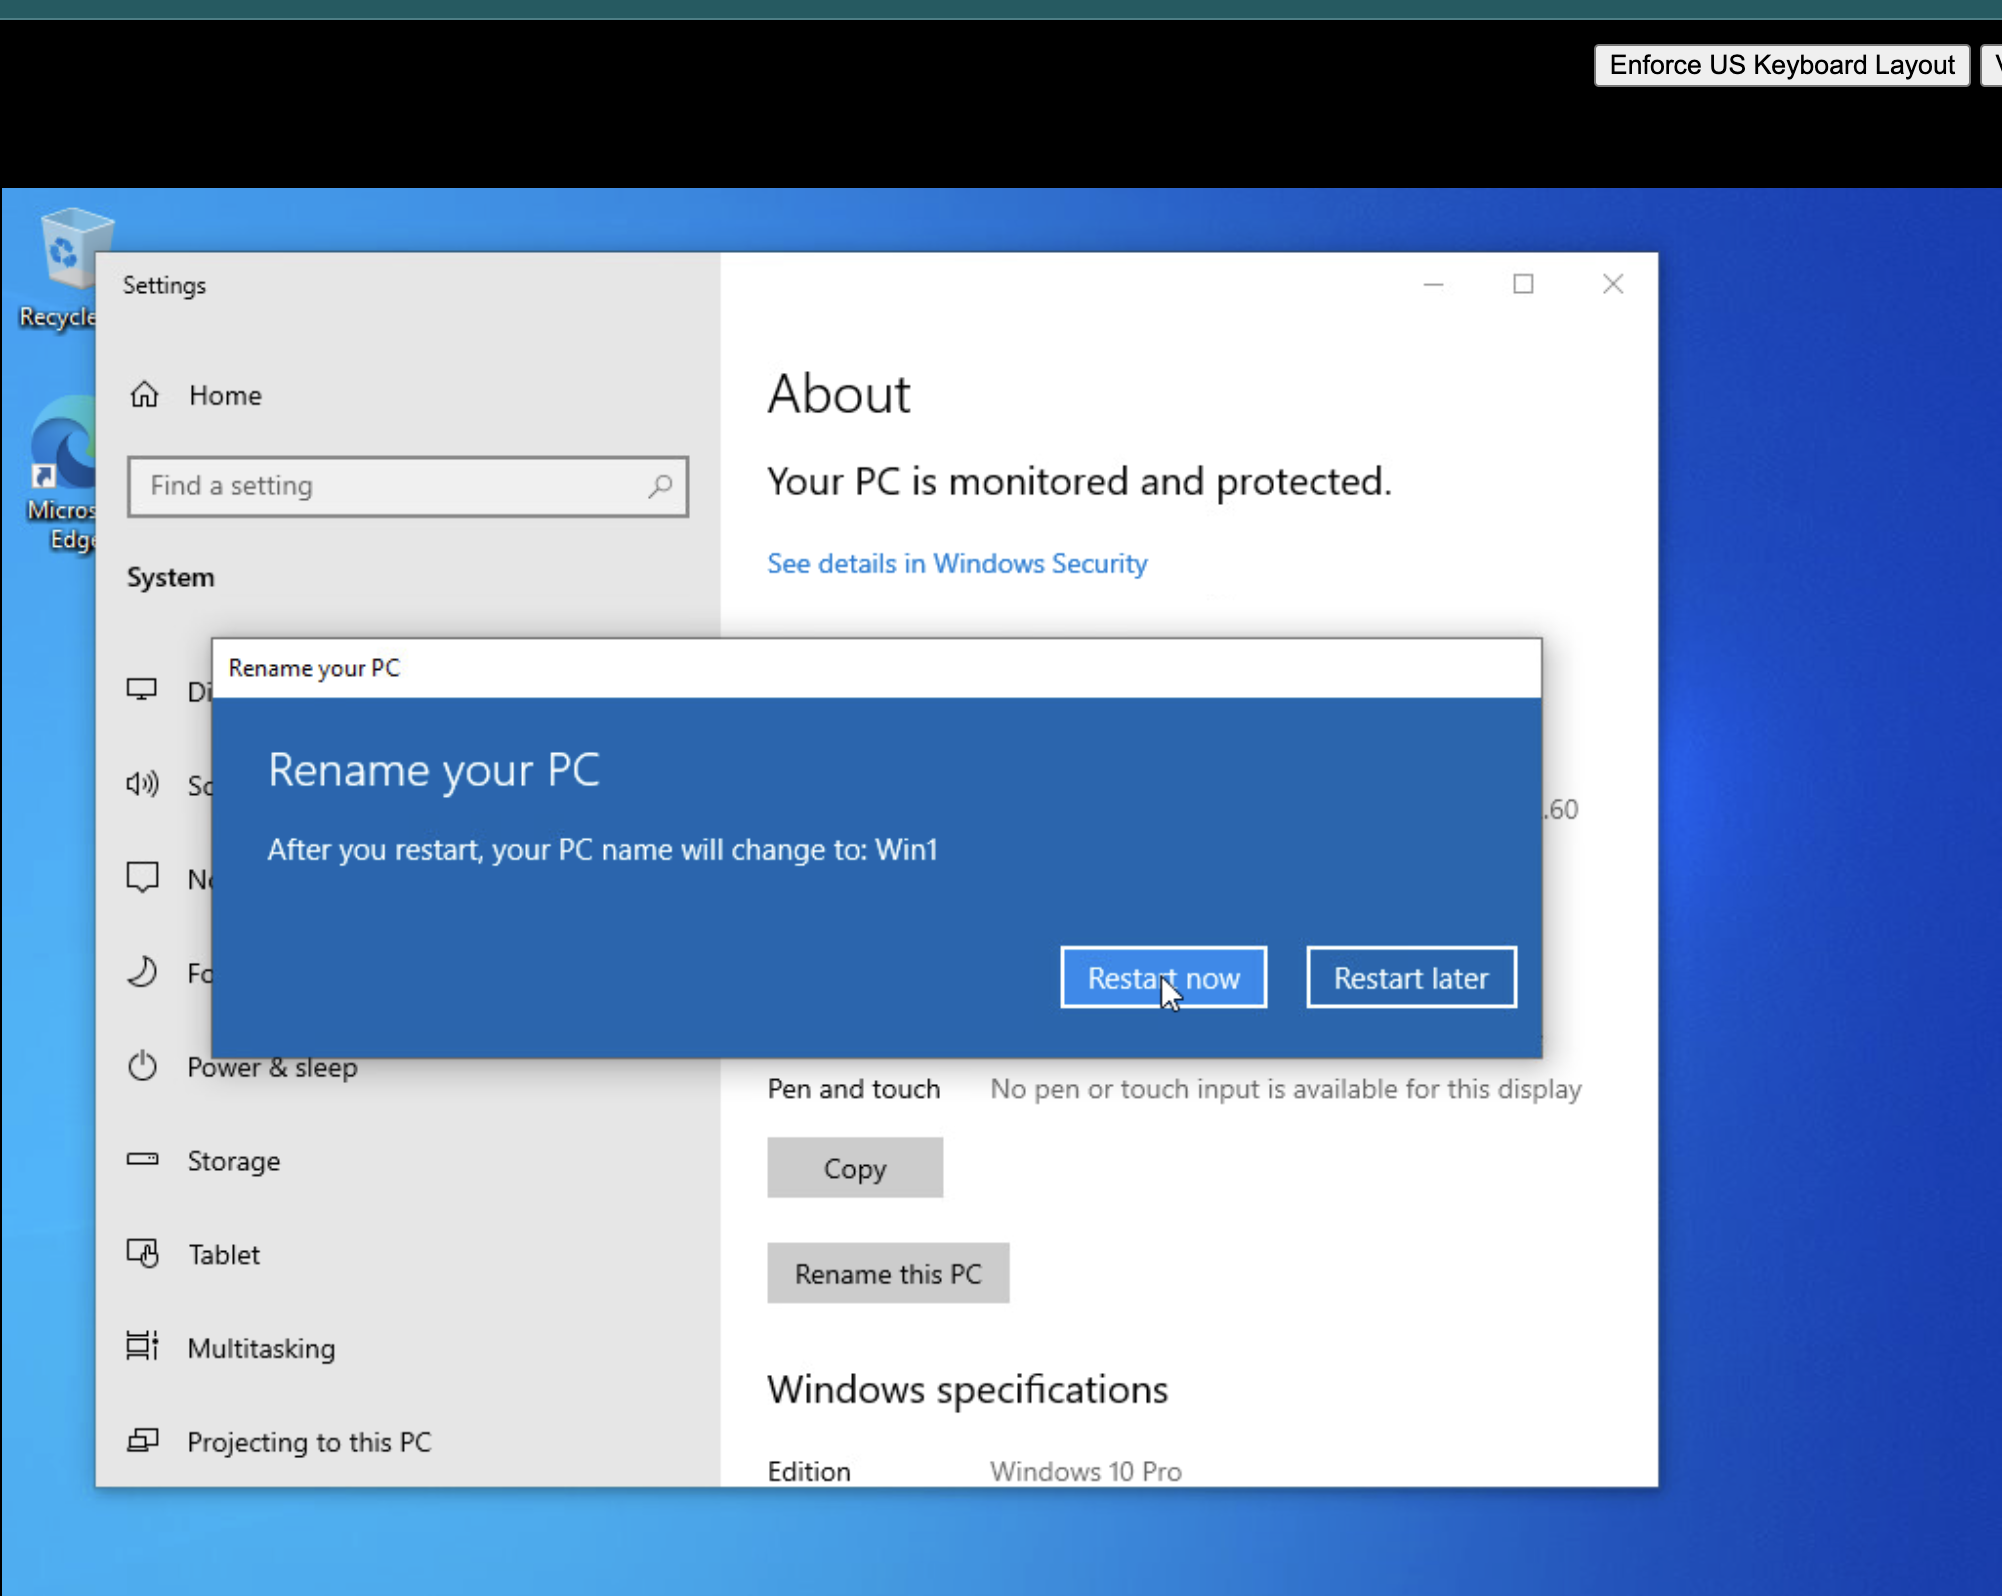 Enforce US Keyboard Layout
Recycle
Micros
Edge
Settings
Home
Find a setting
System
Di
So
No
Fo
Power & sleep
Storage
Tablet
Multitasking
Projecting to this PC
About
Your PC is monitored and protected.
See details in Windows Security
.60
Rename your PC
Rename your PC
After you restart, your PC name will change to: Win1
Restart now
Restart later
Pen and touch No pen or touch input is available for this display
Copy
Rename this PC
Windows specifications
Edition Windows 10 Pro